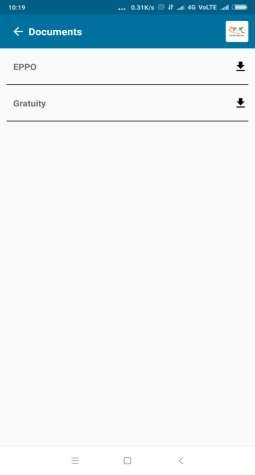 10:19 ... 0.31K/s 4G VoLTE
Documents
EPPO
Gratuity